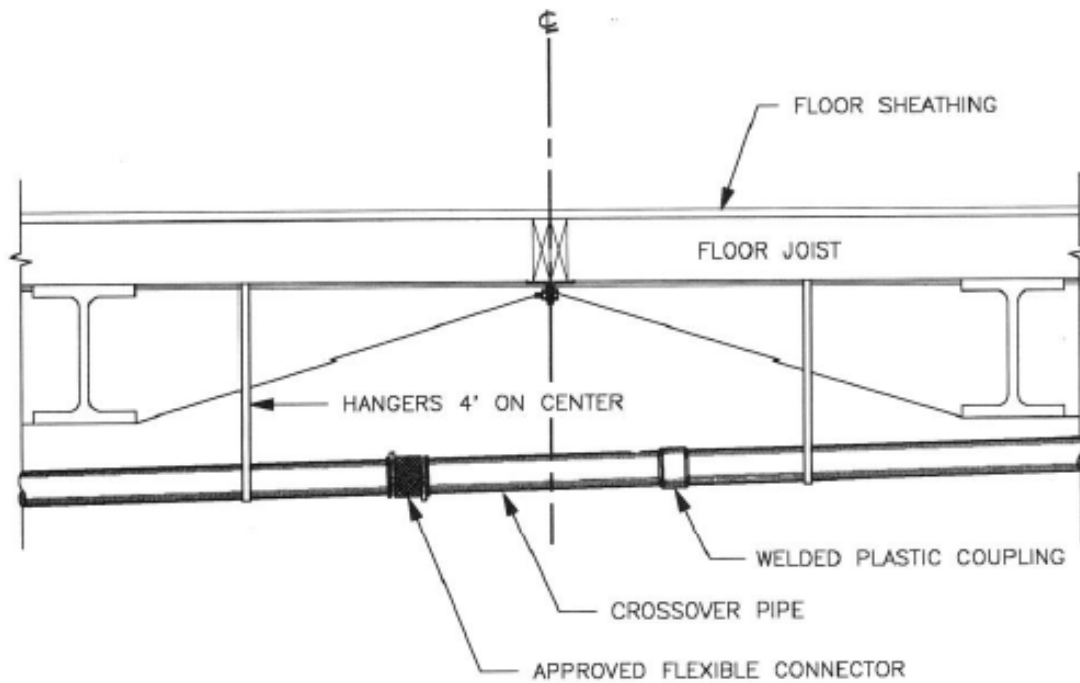 ℄
FLOOR SHEATHING
FLOOR JOIST
HANGERS 4' ON CENTER
WELDED PLASTIC COUPLING
CROSSOVER PIPE
APPROVED FLEXIBLE CONNECTOR